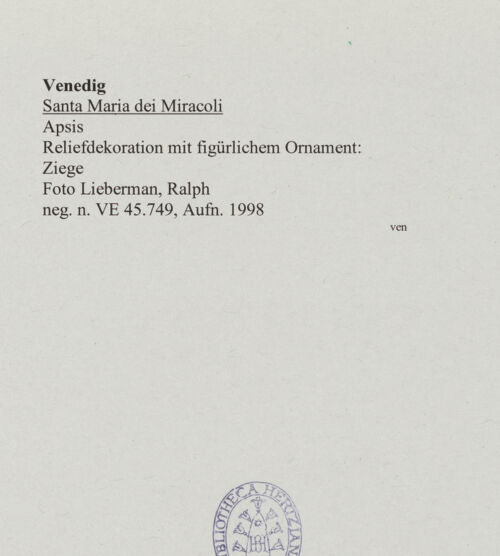 Venedig
Santa Maria dei Miracoli
Apsis
Reliefdekoration mit figürlichem Ornament:
Ziege
Foto Lieberman, Ralph
neg. n. VE 45.749, Aufn. 1998
ven
BIBLIOTHECA HERTZIAN